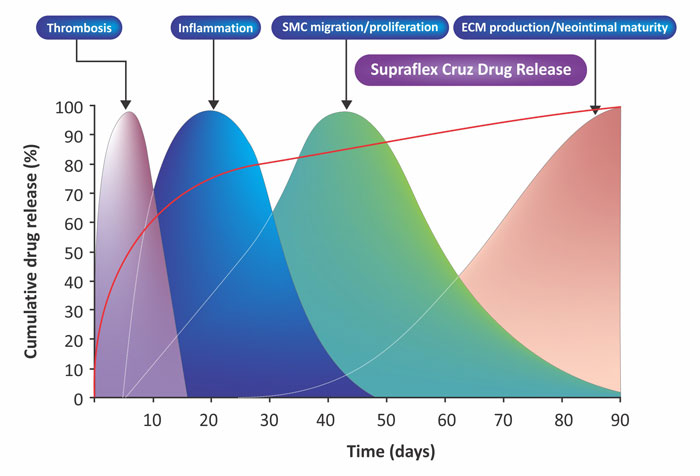 Thrombosis
Inflammation
SMC migration/proliferation
ECM production/Neointimal maturity
Supraflex Cruz Drug Release
Cumulative drug release (%)
100
90
80
70
60
50
40
30
20
10
0
10
20
30
40
50
60
70
80
90
Time (days)